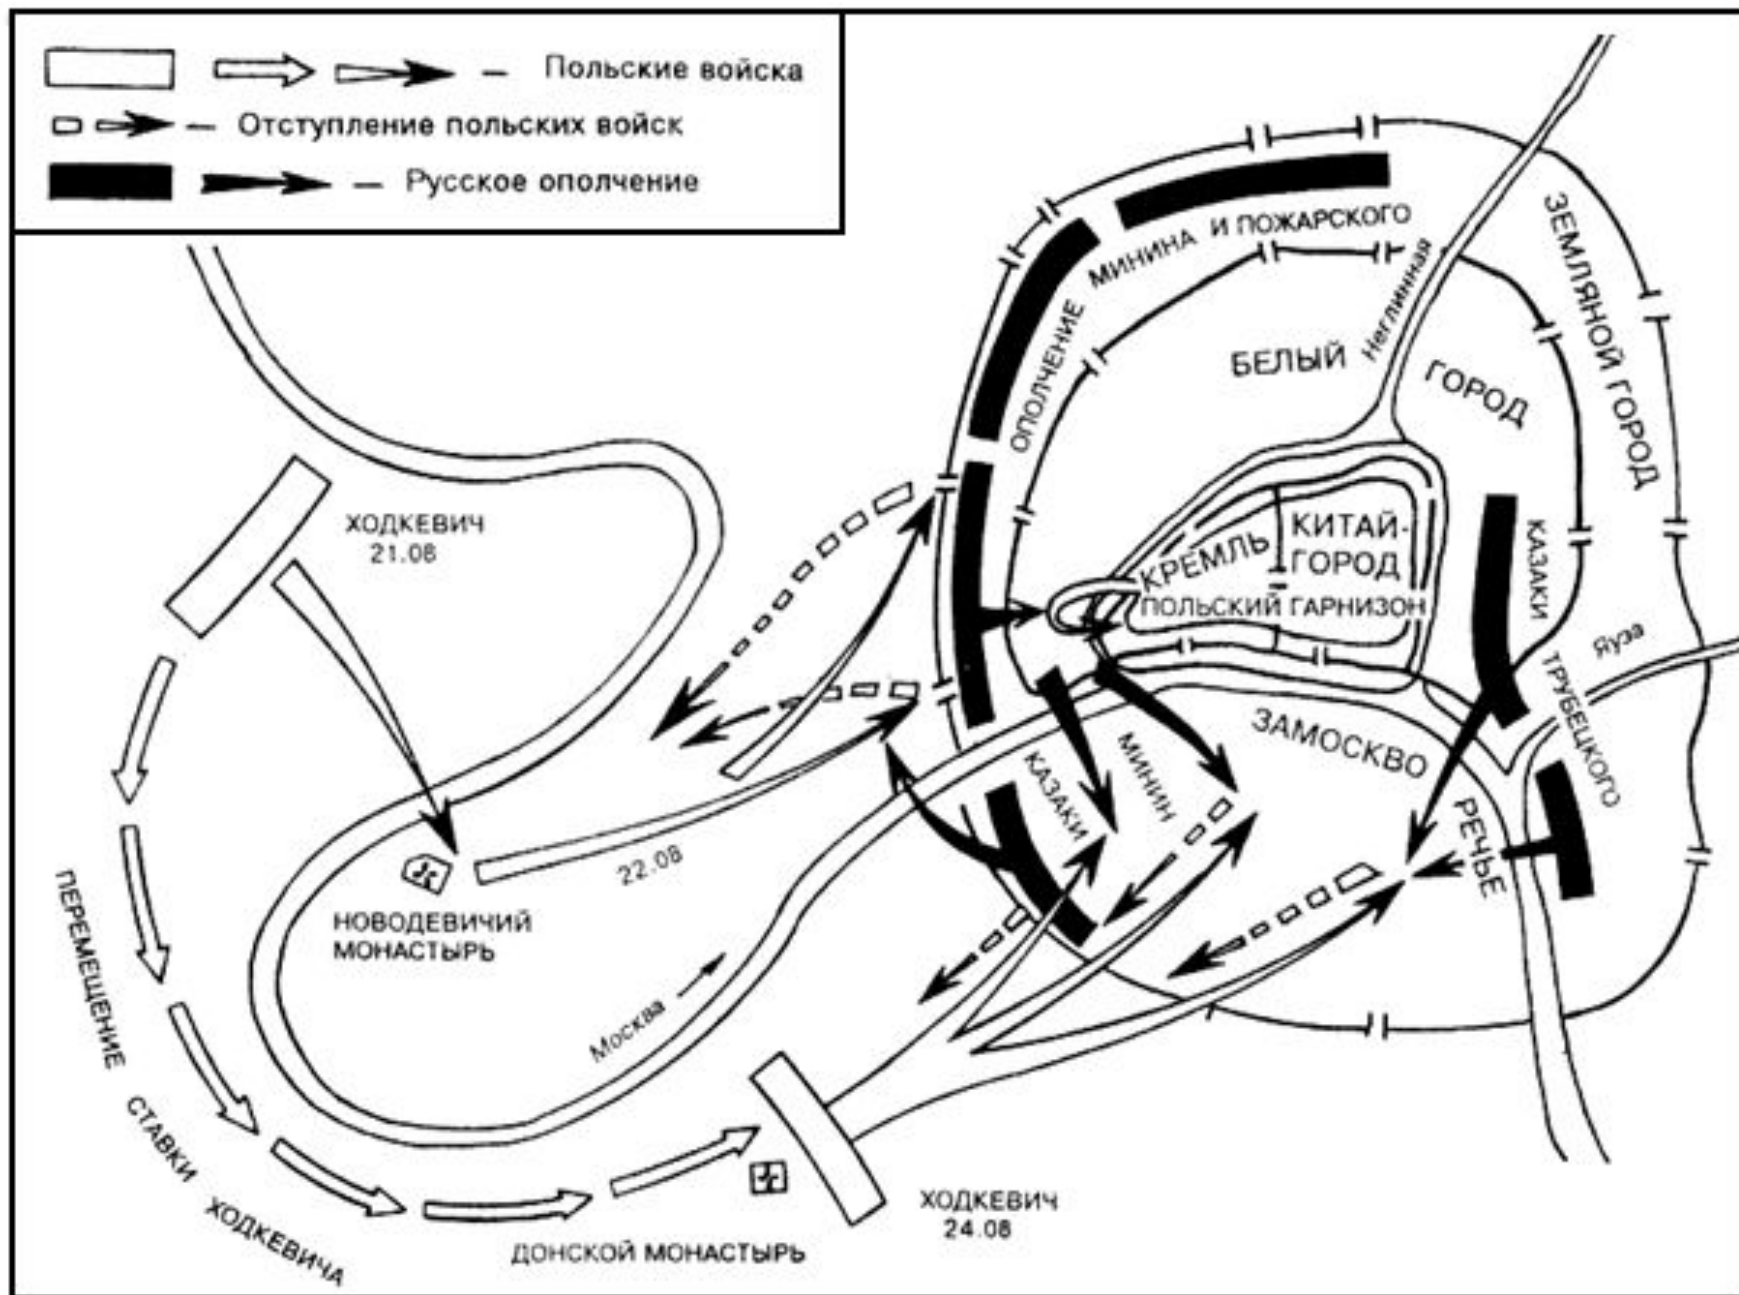 Польские войска
Отступление польских войск
Русское ополчение
ОПОЛЧЕНИЕ МИНИНА И ПОЖАРСКОГО
ЗЕМЛЯНОЙ ГОРОД
Неглинная
БЕЛЫЙ ГОРОД
ХОДКЕВИЧ
21.08
КРЕМЛЬ
КИТАЙ-
ГОРОД
ПОЛЬСКИЙ ГАРНИЗОН
КАЗАКИ ТРУБЕЦКОГО
Яуза
ЗАМОСКВО
РЕЧЬЕ
КАЗАКИ
МИНИН
22.08
НОВОДЕВИЧИЙ
МОНАСТЫРЬ
Москва
ПЕРЕМЕЩЕНИЕ СТАВКИ ХОДКЕВИЧА
ДОНСКОЙ МОНАСТЫРЬ
ХОДКЕВИЧ
24.08